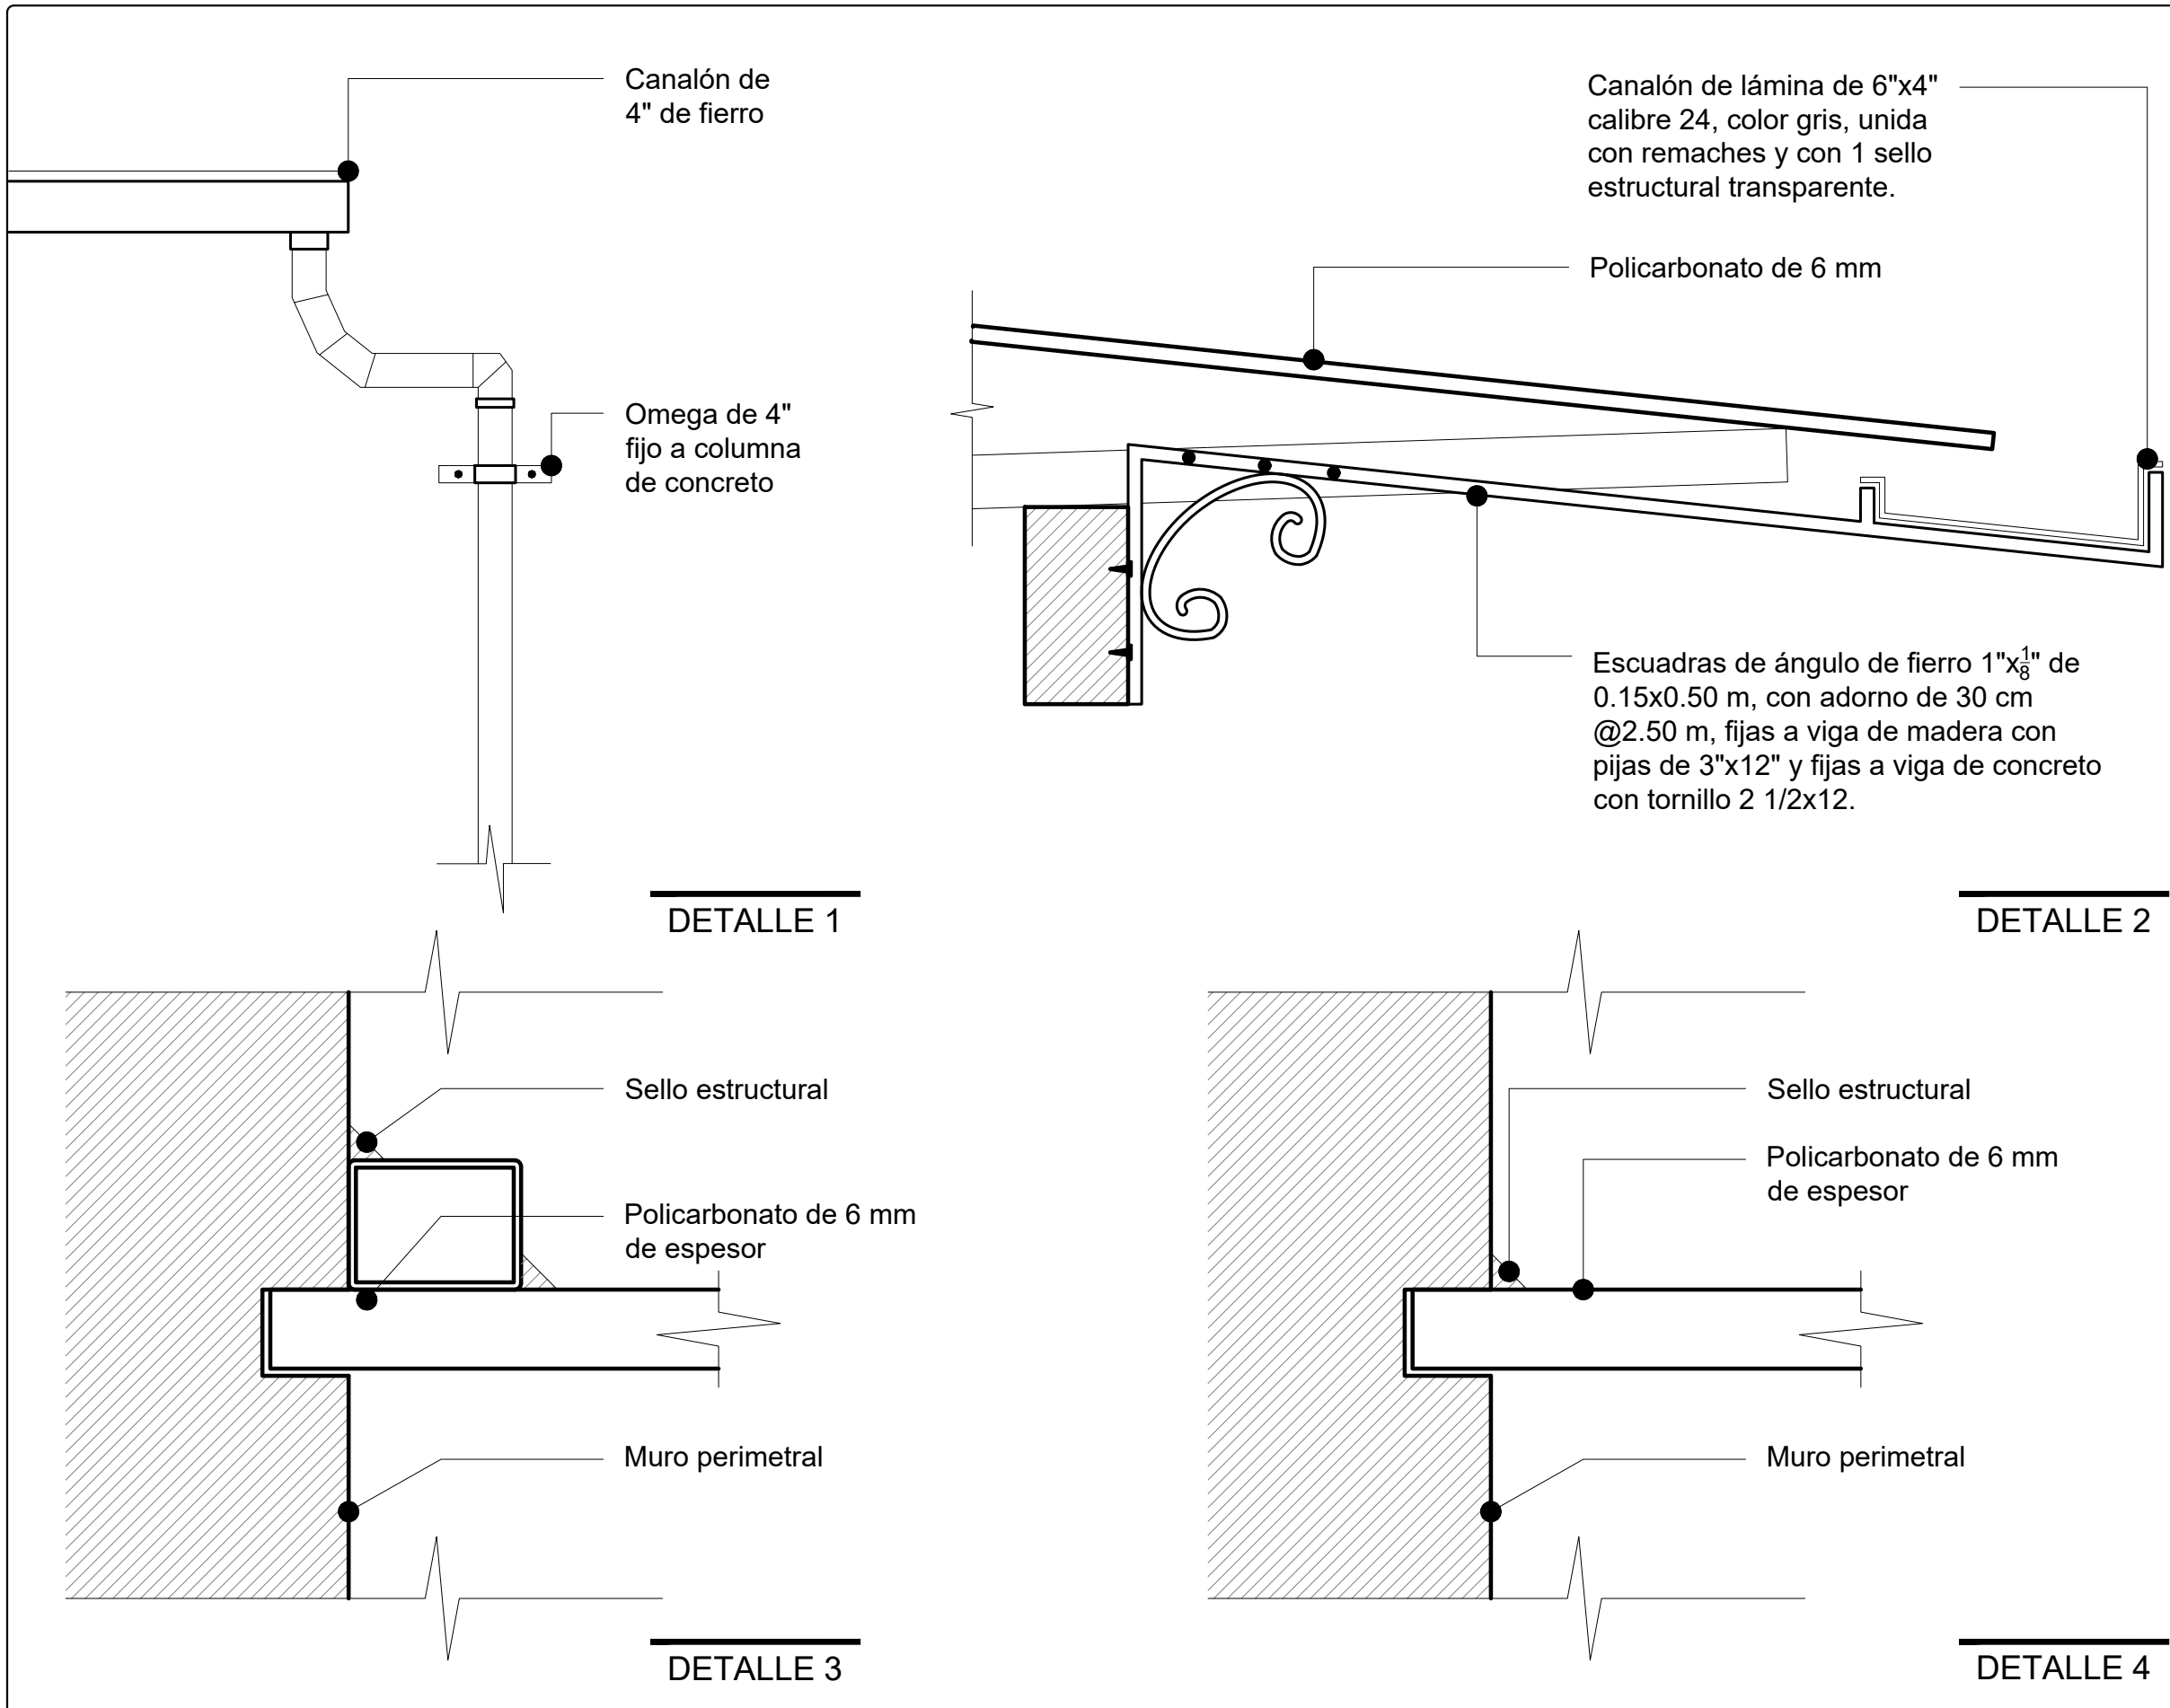 Canalón de
4" de fierro
Omega de 4"
fijo a columna
de concreto
DETALLE 1
Canalón de lámina de 6"x4"
calibre 24, color gris, unida
con remaches y con 1 sello
estructural transparente.
Policarbonato de 6 mm
Escuadras de ángulo de fierro 1"x1/8" de
0.15x0.50 m, con adorno de 30 cm
@2.50 m, fijas a viga de madera con
pijas de 3"x12" y fijas a viga de concreto
con tornillo 2 1/2x12.
DETALLE 2
Sello estructural
Policarbonato de 6 mm
de espesor
Muro perimetral
DETALLE 3
Sello estructural
Policarbonato de 6 mm
de espesor
Muro perimetral
DETALLE 4